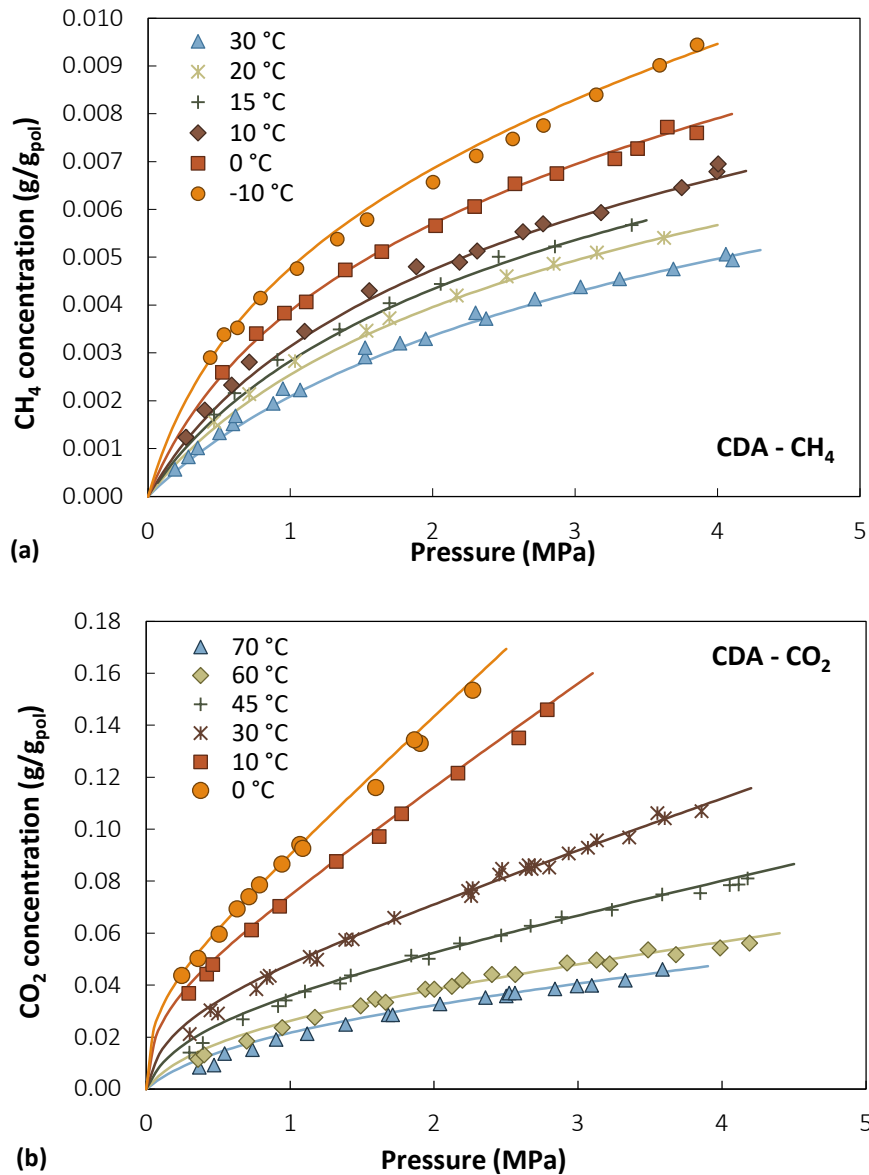 0.010
0.009
0.008
0.007
0.006
0.005
0.004
0.003
0.002
0.001
0.000
CH₄ concentration (g/g_pol)
30 °C
20 °C
15 °C
10 °C
0 °C
-10 °C
CDA - CH₄
0 1 2 3 4 5
(a) Pressure (MPa)
0.18
0.16
0.14
0.12
0.10
0.08
0.06
0.04
0.02
0.00
CO₂ concentration (g/g_pol)
70 °C
60 °C
45 °C
30 °C
10 °C
0 °C
CDA - CO₂
0 1 2 3 4 5
(b) Pressure (MPa)